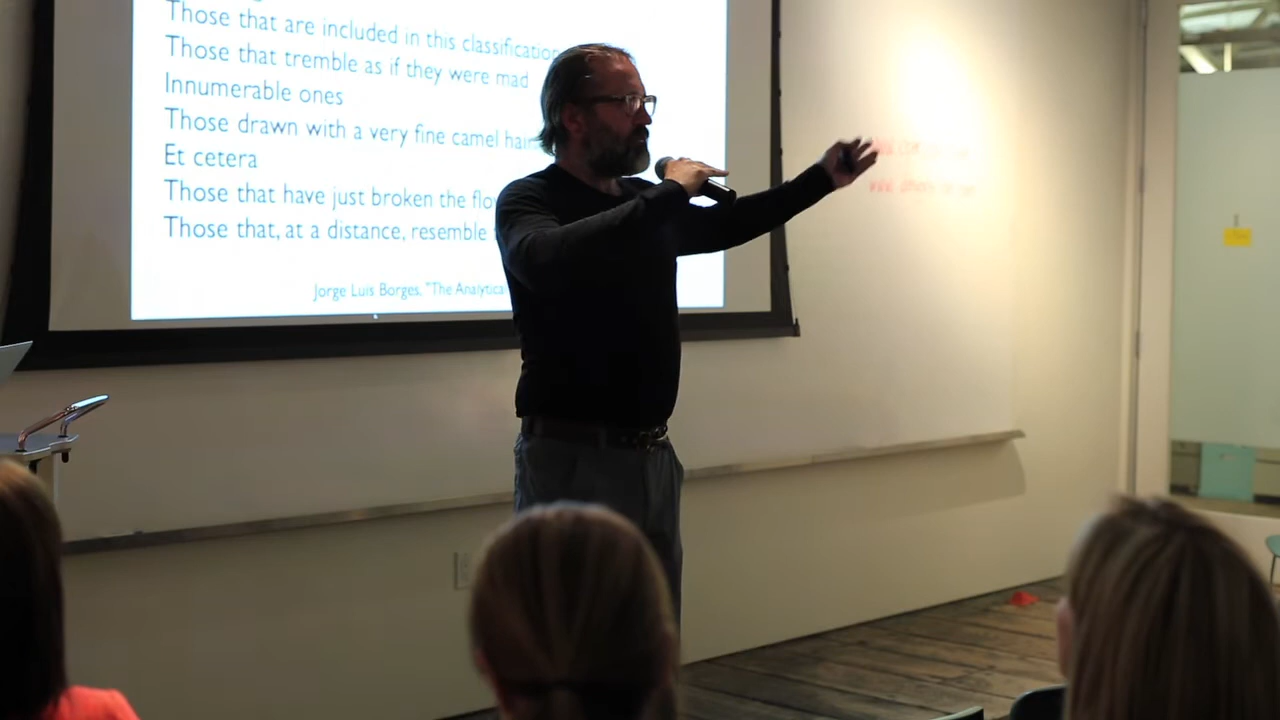 Those that are included in this classification
Those that tremble as if they were mad
Innumerable ones
Those drawn with a very fine camel hair
Et cetera
Those that have just broken the
Those that, at a distance, resemble
Jorge Luis Borges, "The